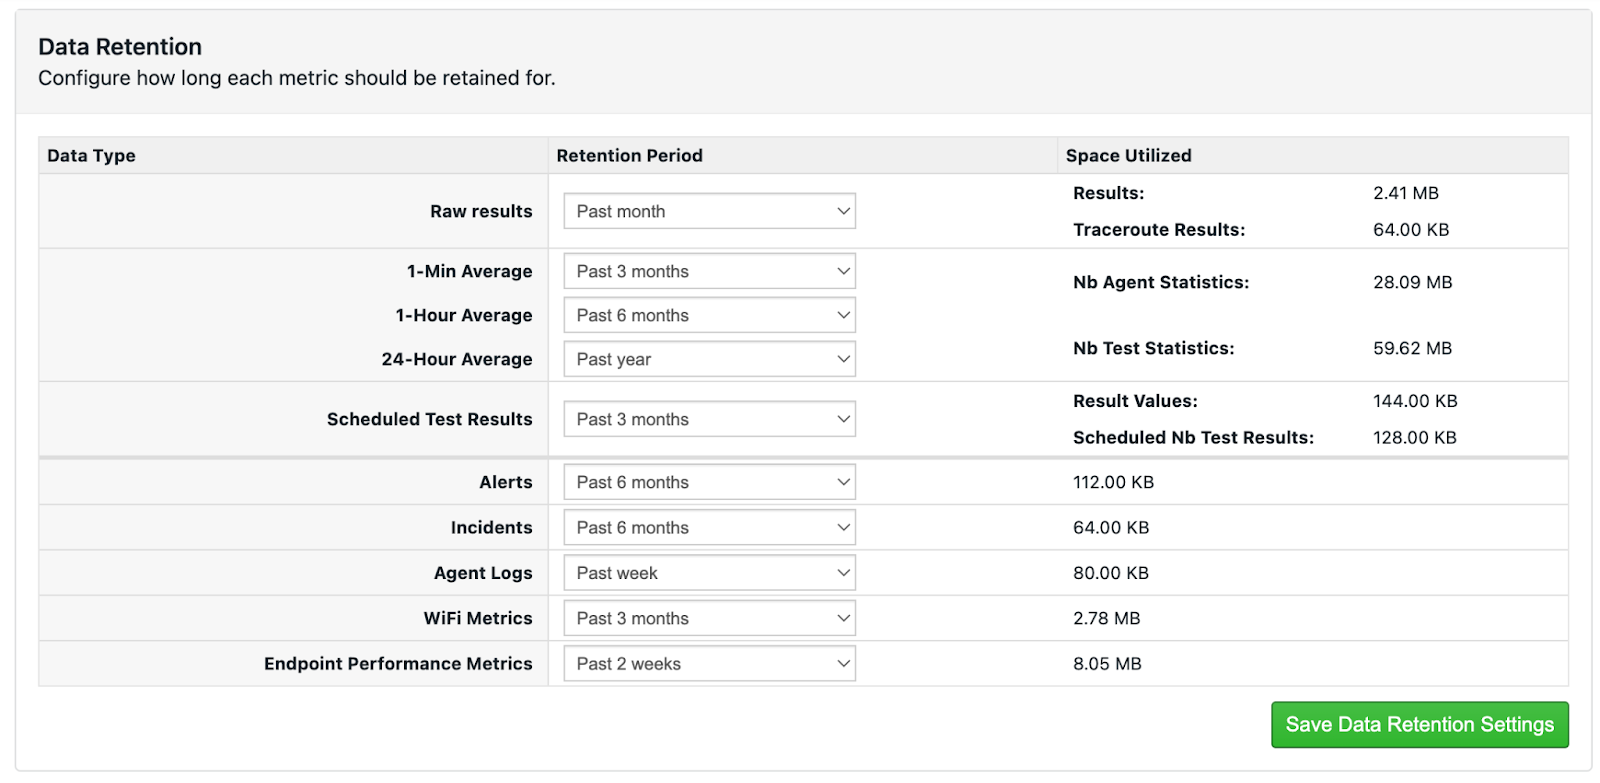 Data Retention
Configure how long each metric should be retained for.
Data Type Retention Period Space Utilized
Raw results Past month Results: 2.41 MB
Traceroute Results: 64.00 KB
1-Min Average Past 3 months Nb Agent Statistics: 28.09 MB
1-Hour Average Past 6 months
24-Hour Average Past year Nb Test Statistics: 59.62 MB
Scheduled Test Results Past 3 months Result Values: 144.00 KB
Scheduled Nb Test Results: 128.00 KB
Alerts Past 6 months 112.00 KB
Incidents Past 6 months 64.00 KB
Agent Logs Past week 80.00 KB
WiFi Metrics Past 3 months 2.78 MB
Endpoint Performance Metrics Past 2 weeks 8.05 MB
Save Data Retention Settings